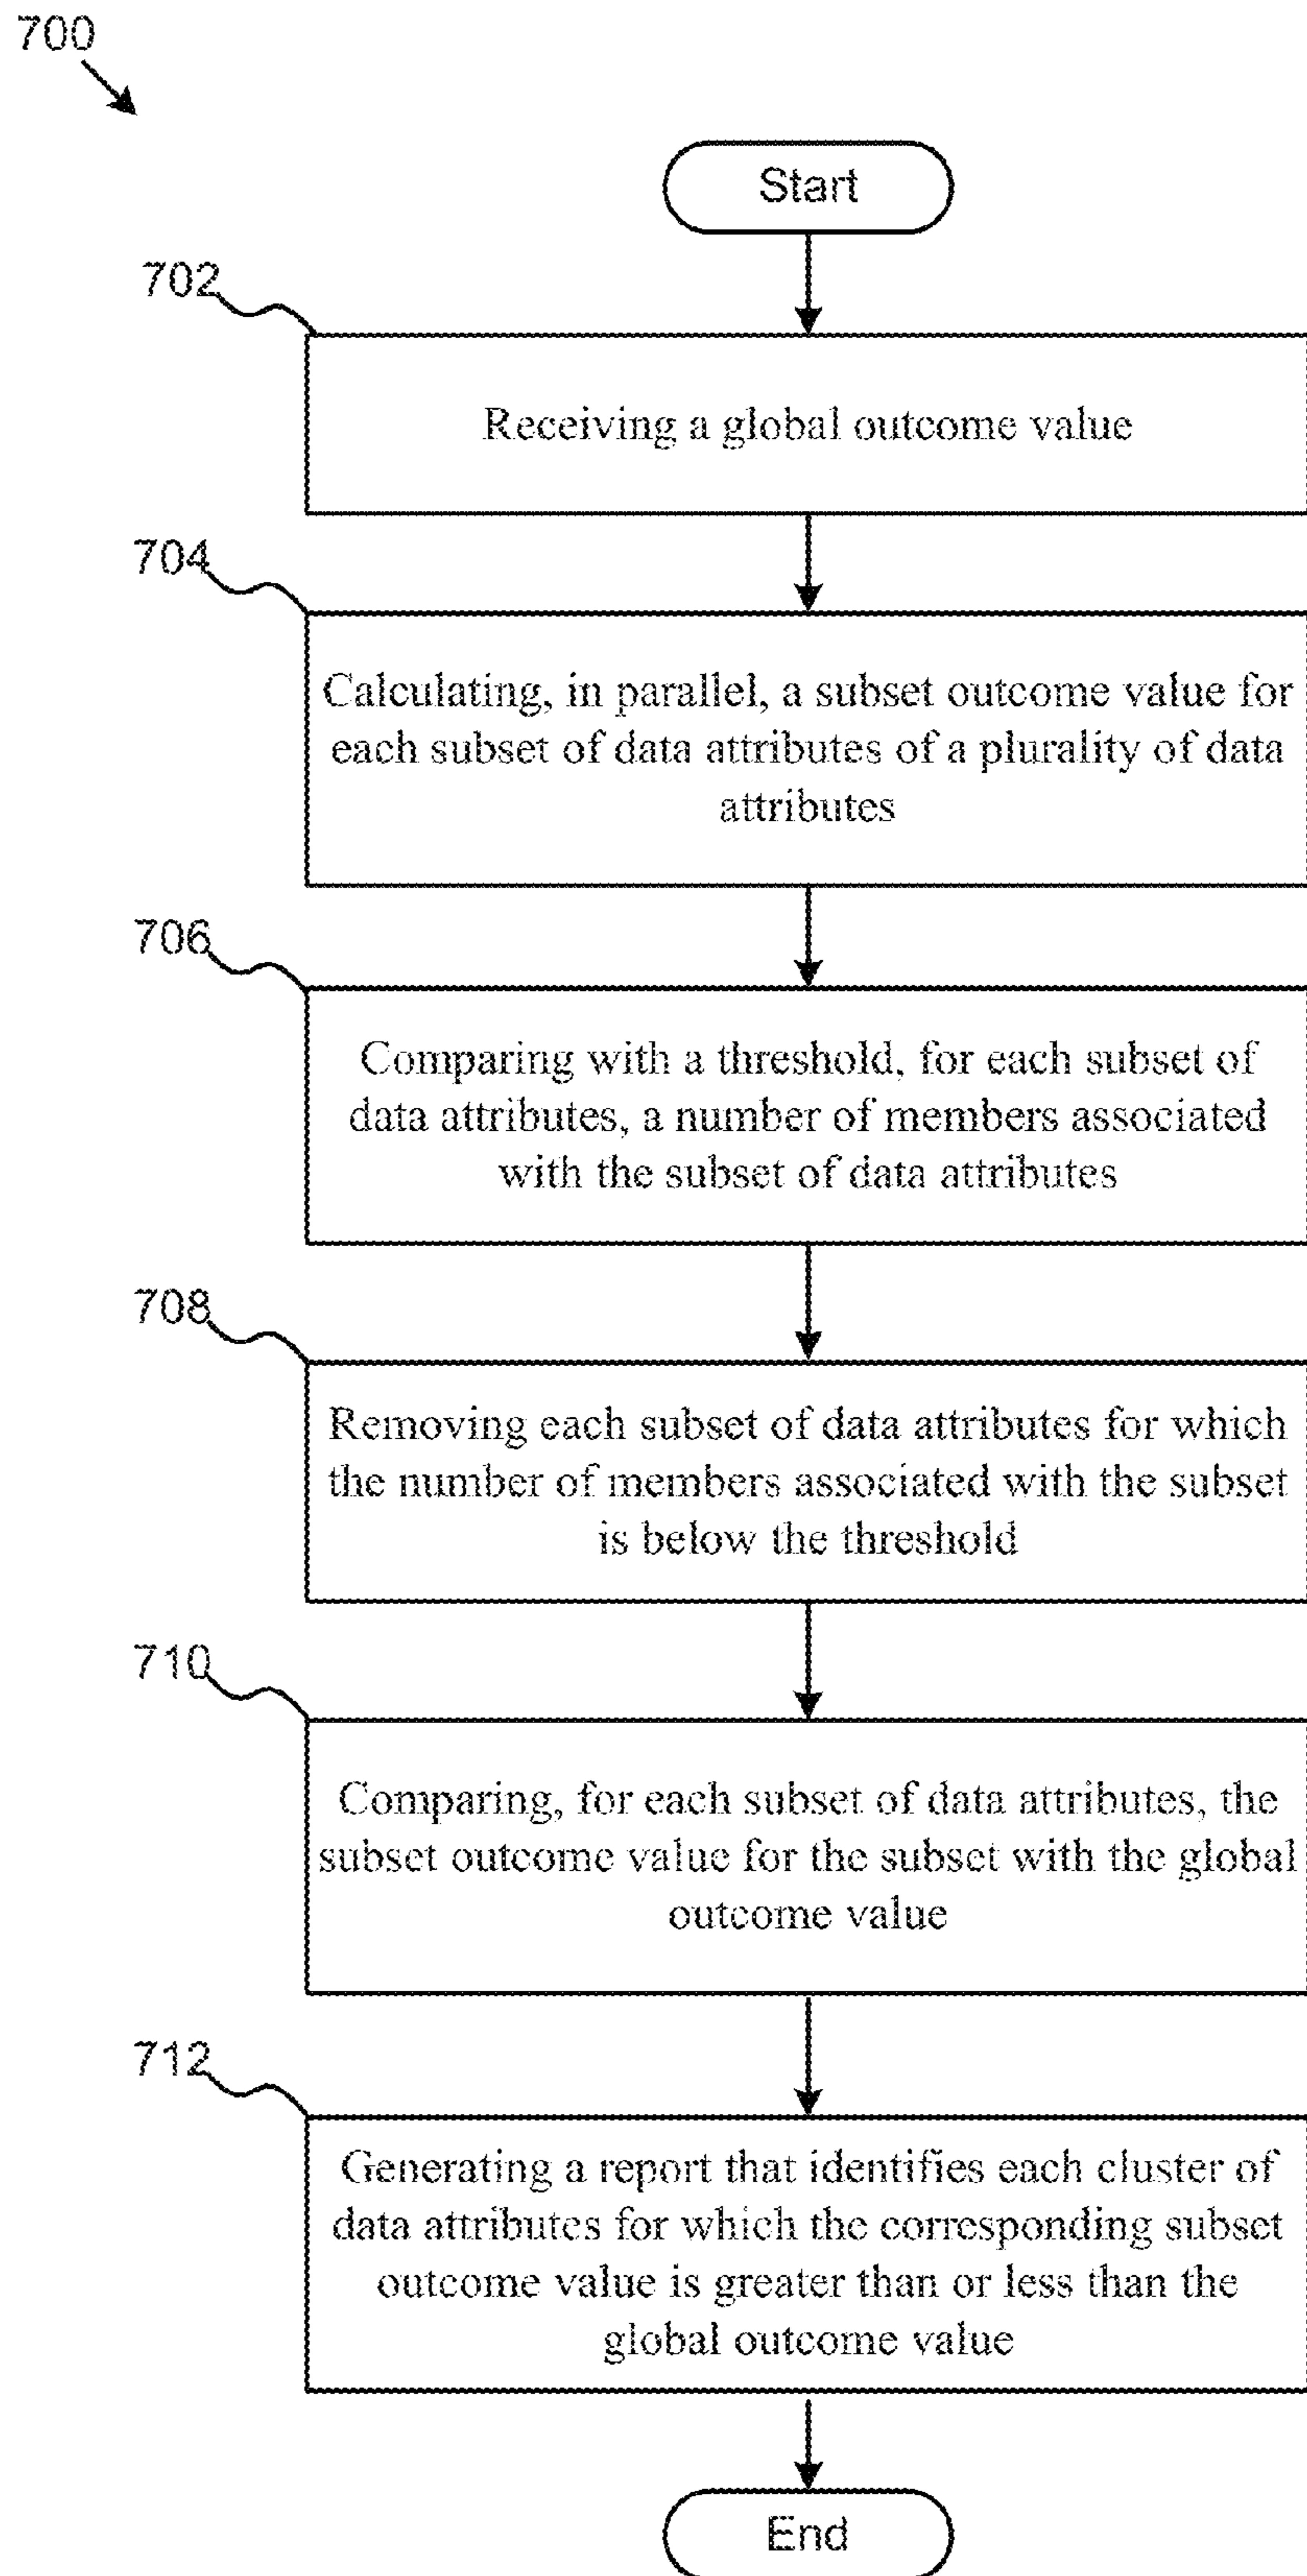 700
Start
702
Receiving a global outcome value
704
Calculating, in parallel, a subset outcome value for
each subset of data attributes of a plurality of data
attributes
706
Comparing with a threshold, for each subset of
data attributes, a number of members associated
with the subset of data attributes
708
Removing each subset of data attributes for which
the number of members associated with the subset
is below the threshold
710
Comparing, for each subset of data attributes, the
subset outcome value for the subset with the global
outcome value
712
Generating a report that identifies each cluster of
data attributes for which the corresponding subset
outcome value is greater than or less than the
global outcome value
End